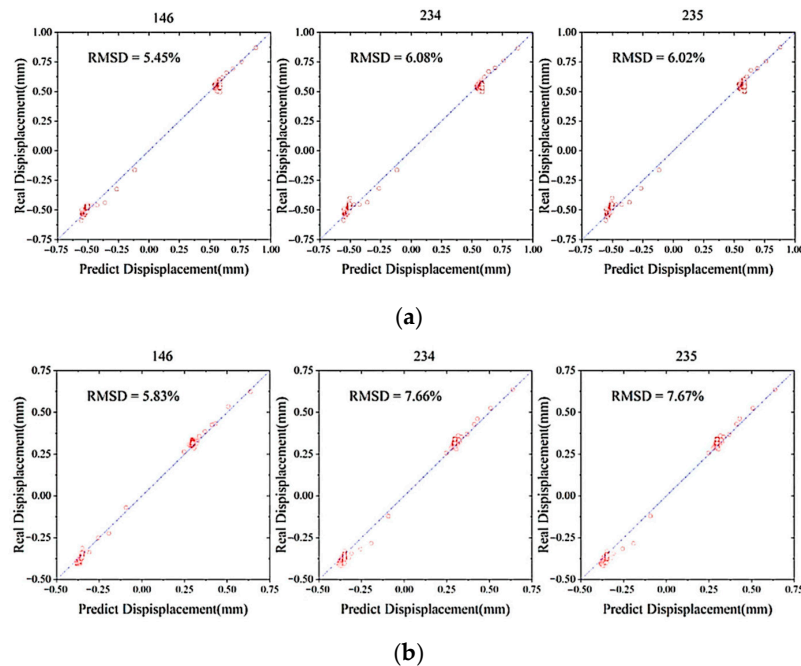 146 234 235
1.00 1.00 1.00
RMSD = 5.45% RMSD = 6.08% RMSD = 6.02%
0.75 0.75 0.75
0.50 0.50 0.50
0.25 0.25 0.25
0.00 0.00 0.00
−0.25 −0.25 −0.25
−0.50 −0.50 −0.50
−0.75 −0.75 −0.75
Real Dispisplacement(mm) Real Dispisplacement(mm) Real Dispisplacement(mm)
−0.75 −0.50 −0.25 0.00 0.25 0.50 0.75 1.00 −0.75 −0.50 −0.25 0.00 0.25 0.50 0.75 1.00 −0.75 −0.50 −0.25 0.00 0.25 0.50 0.75 1.00
Predict Dispisplacement(mm) Predict Dispisplacement(mm) Predict Dispisplacement(mm)
(a)
146 234 235
0.75 0.75 0.75
RMSD = 5.83% RMSD = 7.66% RMSD = 7.67%
0.50 0.50 0.50
0.25 0.25 0.25
0.00 0.00 0.00
−0.25 −0.25 −0.25
−0.50 −0.50 −0.50
Real Dispisplacement(mm) Real Dispisplacement(mm) Real Dispisplacement(mm)
−0.50 −0.25 0.00 0.25 0.50 0.75 −0.50 −0.25 0.00 0.25 0.50 0.75 −0.50 −0.25 0.00 0.25 0.50 0.75
Predict Dispisplacement(mm) Predict Dispisplacement(mm) Predict Dispisplacement(mm)
(b)